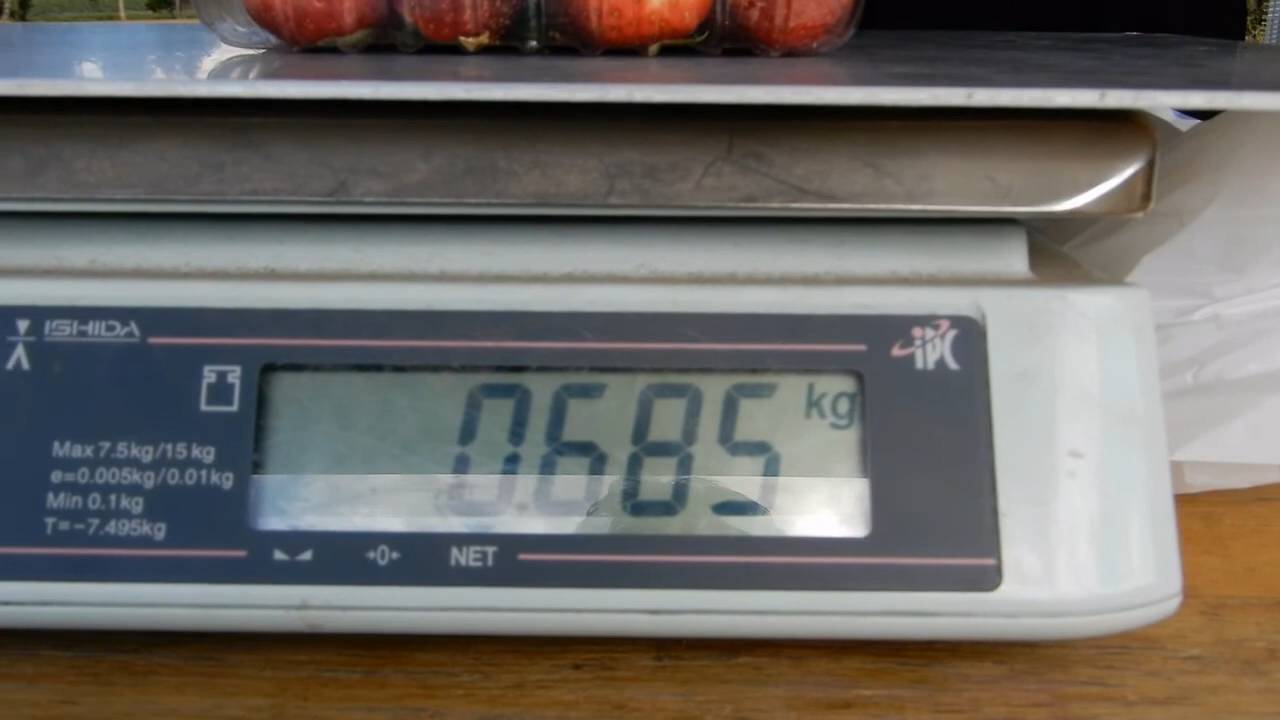 ISHIDA
iPC
0.685 kg
Max 7.5kg/15kg
e=0.005kg/0.01kg
Min 0.1kg
T=−7.495kg
→0← NET